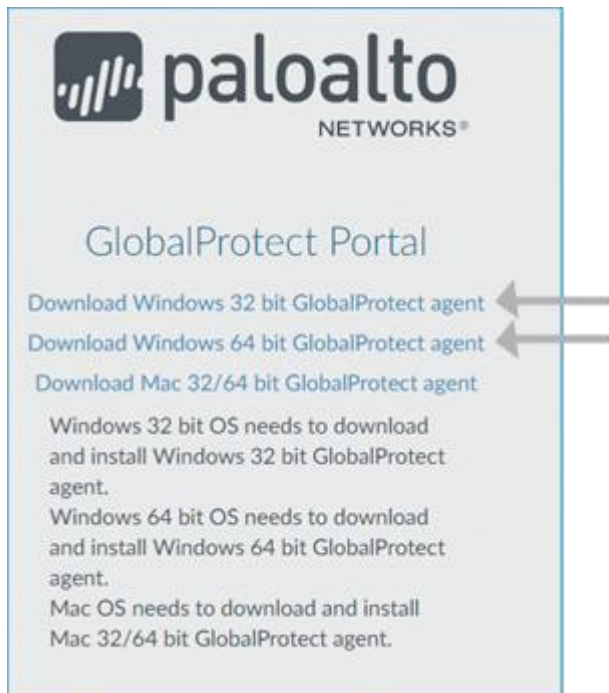 paloalto
NETWORKS®
GlobalProtect Portal
Download Windows 32 bit GlobalProtect agent
Download Windows 64 bit GlobalProtect agent
Download Mac 32/64 bit GlobalProtect agent
Windows 32 bit OS needs to download
and install Windows 32 bit GlobalProtect
agent.
Windows 64 bit OS needs to download
and install Windows 64 bit GlobalProtect
agent.
Mac OS needs to download and install
Mac 32/64 bit GlobalProtect agent.